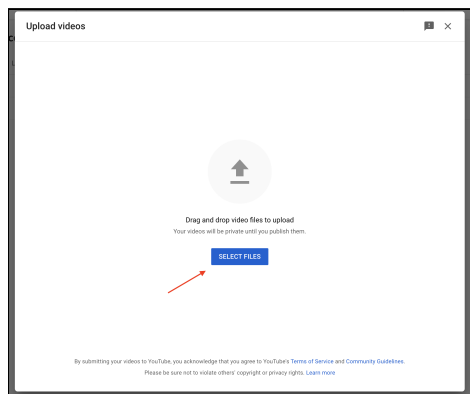 Upload videos
Drag and drop video files to upload
Your videos will be private until you publish them.
SELECT FILES
By submitting your videos to YouTube, you acknowledge that you agree to YouTube's Terms of Service and Community Guidelines.
Please be sure not to violate others' copyright or privacy rights. Learn more